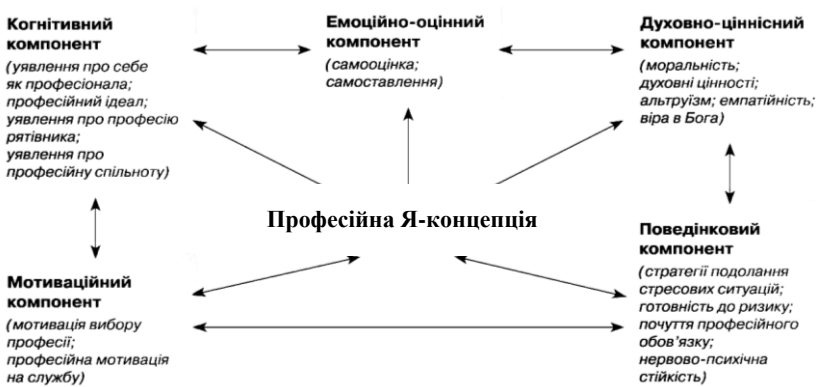 Когнітивний
компонент
(уявлення про себе
як професіонала;
професійний ідеал;
уявлення про професію
рятівника;
уявлення про
професійну спільноту)
Емоційно-оцінний
компонент
(самооцінка;
самоставлення)
Духовно-ціннісний
компонент
(моральність;
духовні цінності;
альтруїзм; емпатійність;
віра в Бога)
Професійна Я-концепція
Мотиваційний
компонент
(мотивація вибору
професії;
професійна мотивація
на службу)
Поведінковий
компонент
(стратегії подолання
стресових ситуацій;
готовність до ризику;
почуття професійного
обов’язку;
нервово-психічна
стійкість)